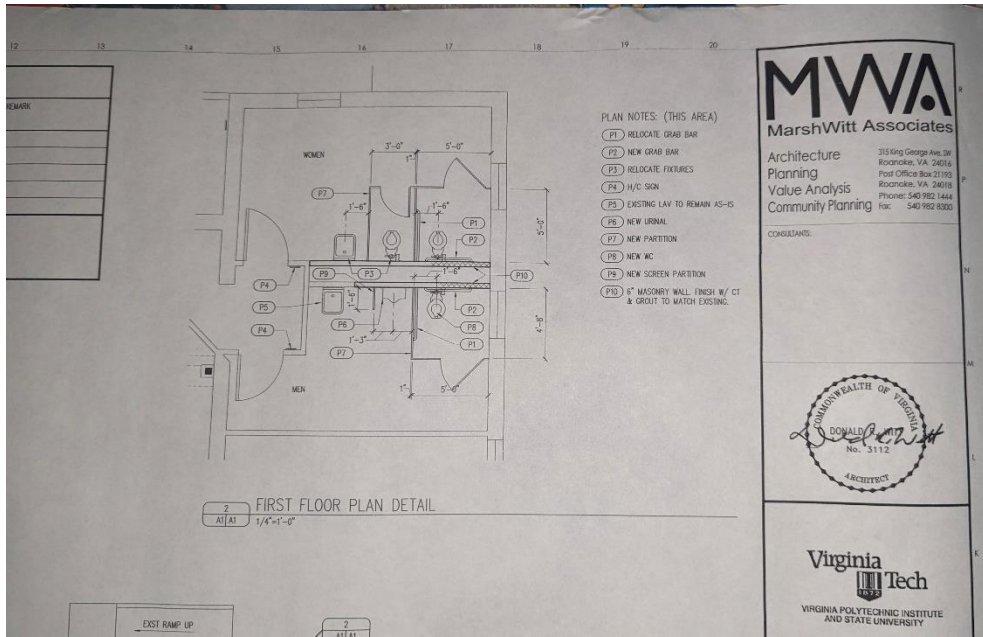 12 13 14 15 16 17 18 19 20
REMARK
WOMEN
3'-0"
5'-0"
1"
P7
1'-6"
1'-6"
P1
P2
5'-0"
P9
P3
1'-6"
P10
P4
P5
1'-6"
P2
P6
P8
4'-8"
P4
1'-3"
P1
P7
MEN
1"
5'-6"
2
A1 A1
FIRST FLOOR PLAN DETAIL
1/4"=1'-0"
EXST RAMP UP
2
A1 A1
PLAN NOTES: (THIS AREA)
P1 RELOCATE GRAB BAR
P2 NEW GRAB BAR
P3 RELOCATE FIXTURES
P4 H/C SIGN
P5 EXISTING LAV TO REMAIN AS-IS
P6 NEW URINAL
P7 NEW PARTITION
P8 NEW WC
P9 NEW SCREEN PARTITION
P10 6" MASONRY WALL FINISH W/ CT
& GROUT TO MATCH EXISTING.
MWA
MarshWitt Associates
Architecture
Planning
Value Analysis
Community Planning
315 King George Ave. SW
Roanoke, VA 24016
Post Office Box 21193
Roanoke, VA 24018
Phone: 540 982 1444
Fax: 540 982 8300
CONSULTANTS:
COMMONWEALTH OF VIRGINIA
DONALD R. WITT
No. 3112
ARCHITECT
Virginia
Tech
1872
VIRGINIA POLYTECHNIC INSTITUTE
AND STATE UNIVERSITY
R
P
N
M
L
K